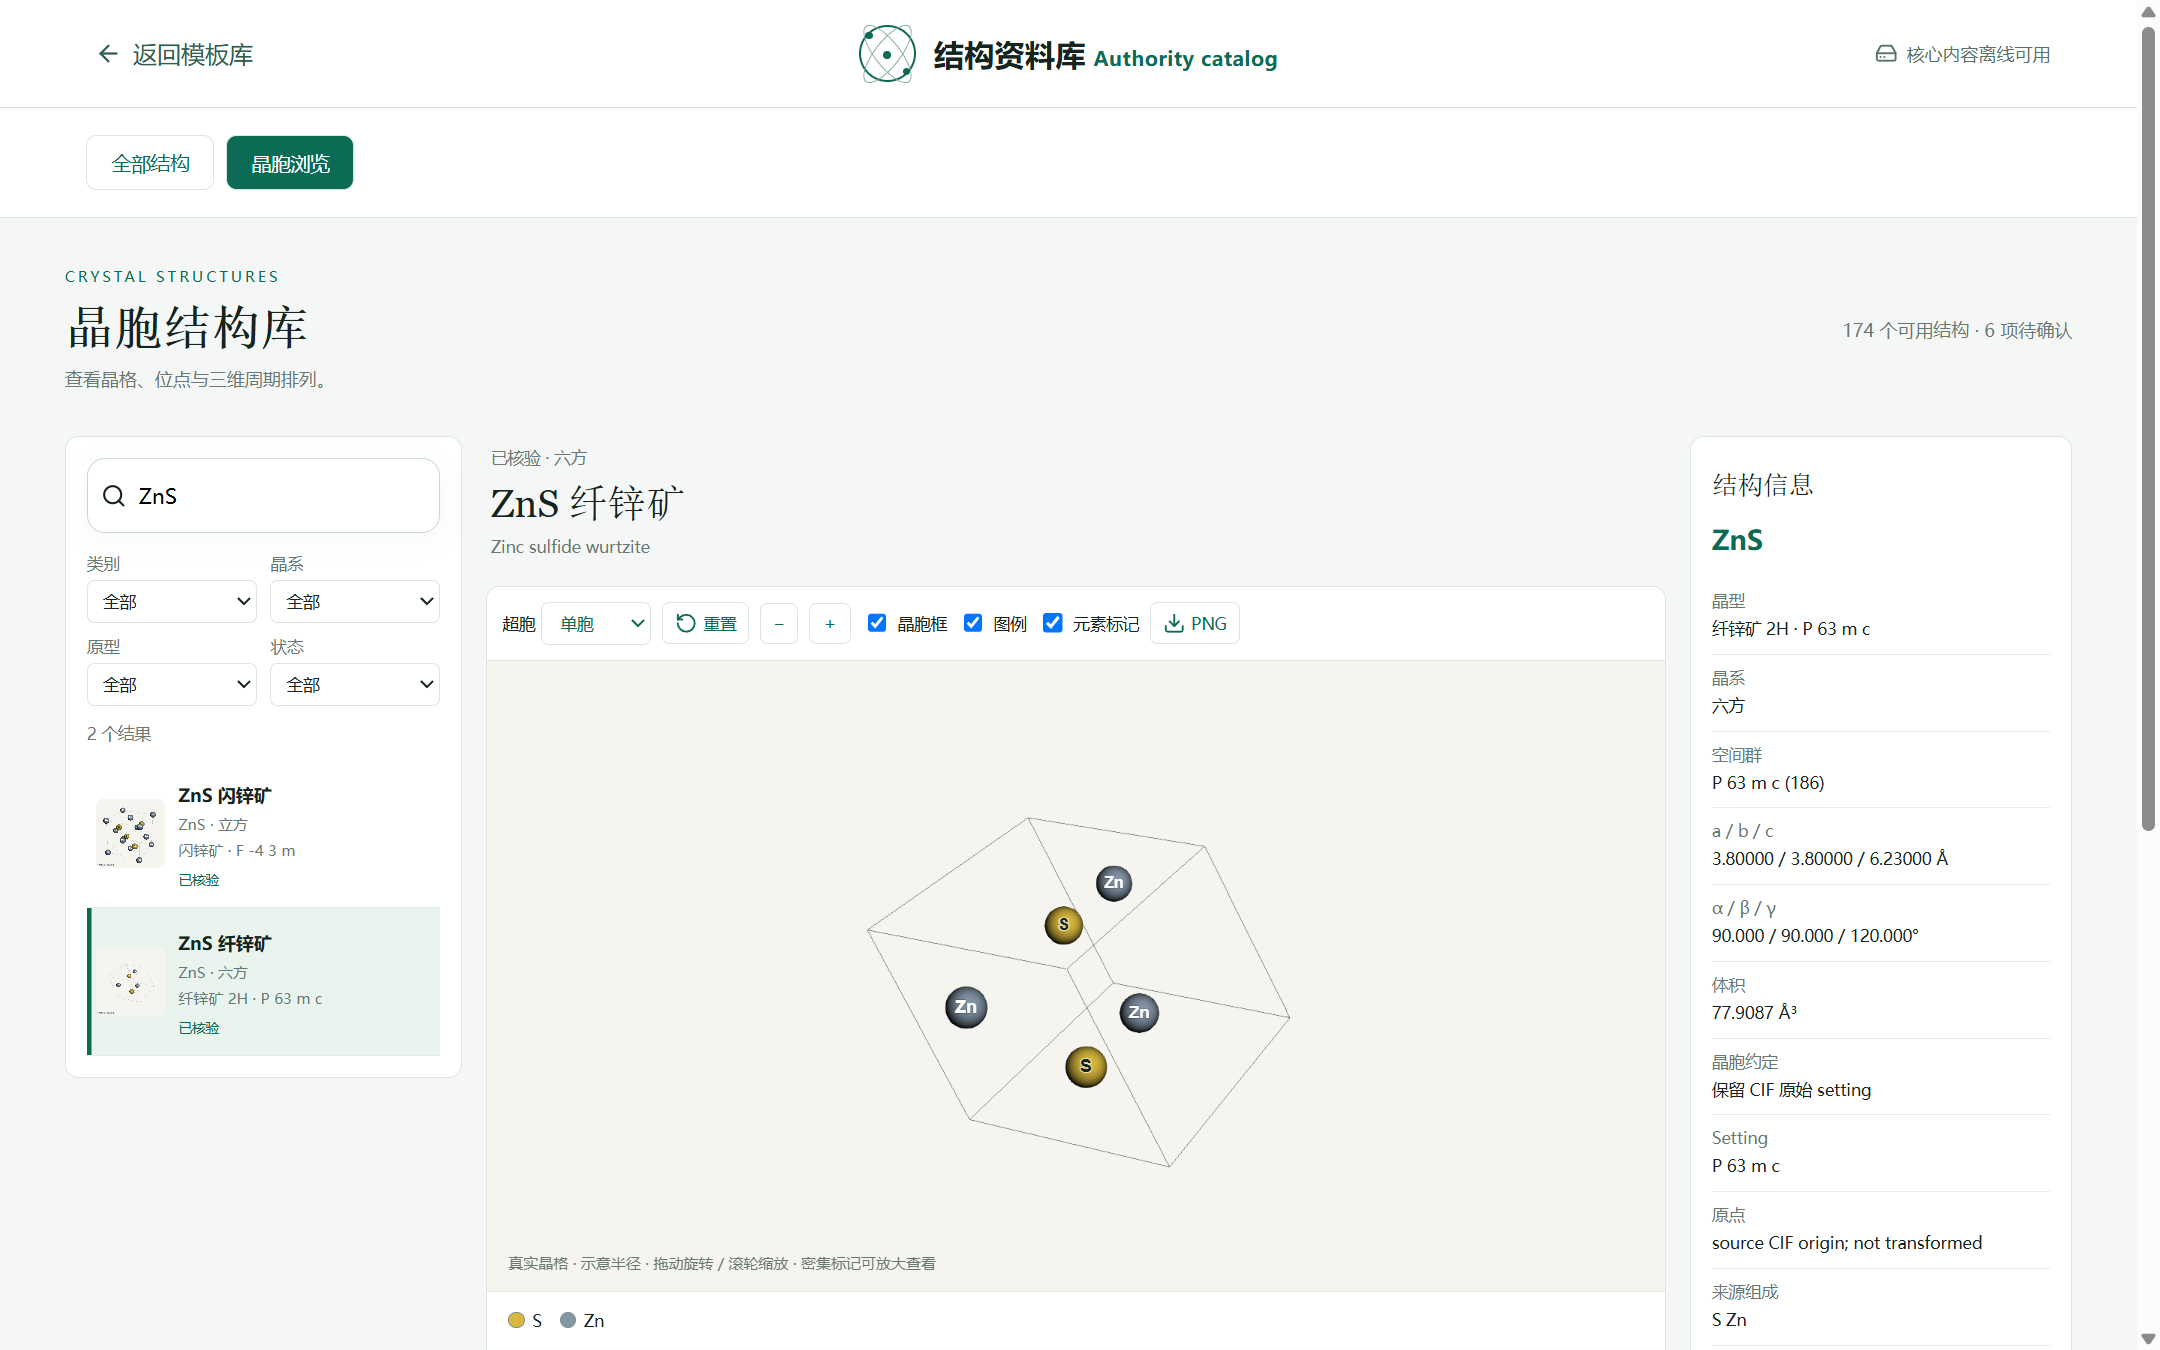 返回模板库
结构资料库 Authority catalog
核心内容离线可用
全部结构
晶胞浏览
CRYSTAL STRUCTURES
晶胞结构库
查看晶格、位点与三维周期排列。
174 个可用结构 · 6 项待确认
ZnS
类别
晶系
全部
全部
原型
状态
全部
全部
2 个结果
ZnS 闪锌矿
ZnS · 立方
闪锌矿 · F -4 3 m
已核验
ZnS 纤锌矿
ZnS · 六方
纤锌矿 2H · P 63 m c
已核验
已核验 · 六方
ZnS 纤锌矿
Zinc sulfide wurtzite
超胞
单胞
重置
−
+
晶胞框
图例
元素标记
PNG
Zn
S
Zn
Zn
S
真实晶格 · 示意半径 · 拖动旋转 / 滚轮缩放 · 密集标记可放大查看
S
Zn
结构信息
ZnS
晶型
纤锌矿 2H · P 63 m c
晶系
六方
空间群
P 63 m c (186)
a / b / c
3.80000 / 3.80000 / 6.23000 Å
α / β / γ
90.000 / 90.000 / 120.000°
体积
77.9087 Å³
晶胞约定
保留 CIF 原始 setting
Setting
P 63 m c
原点
source CIF origin; not transformed
来源组成
S Zn